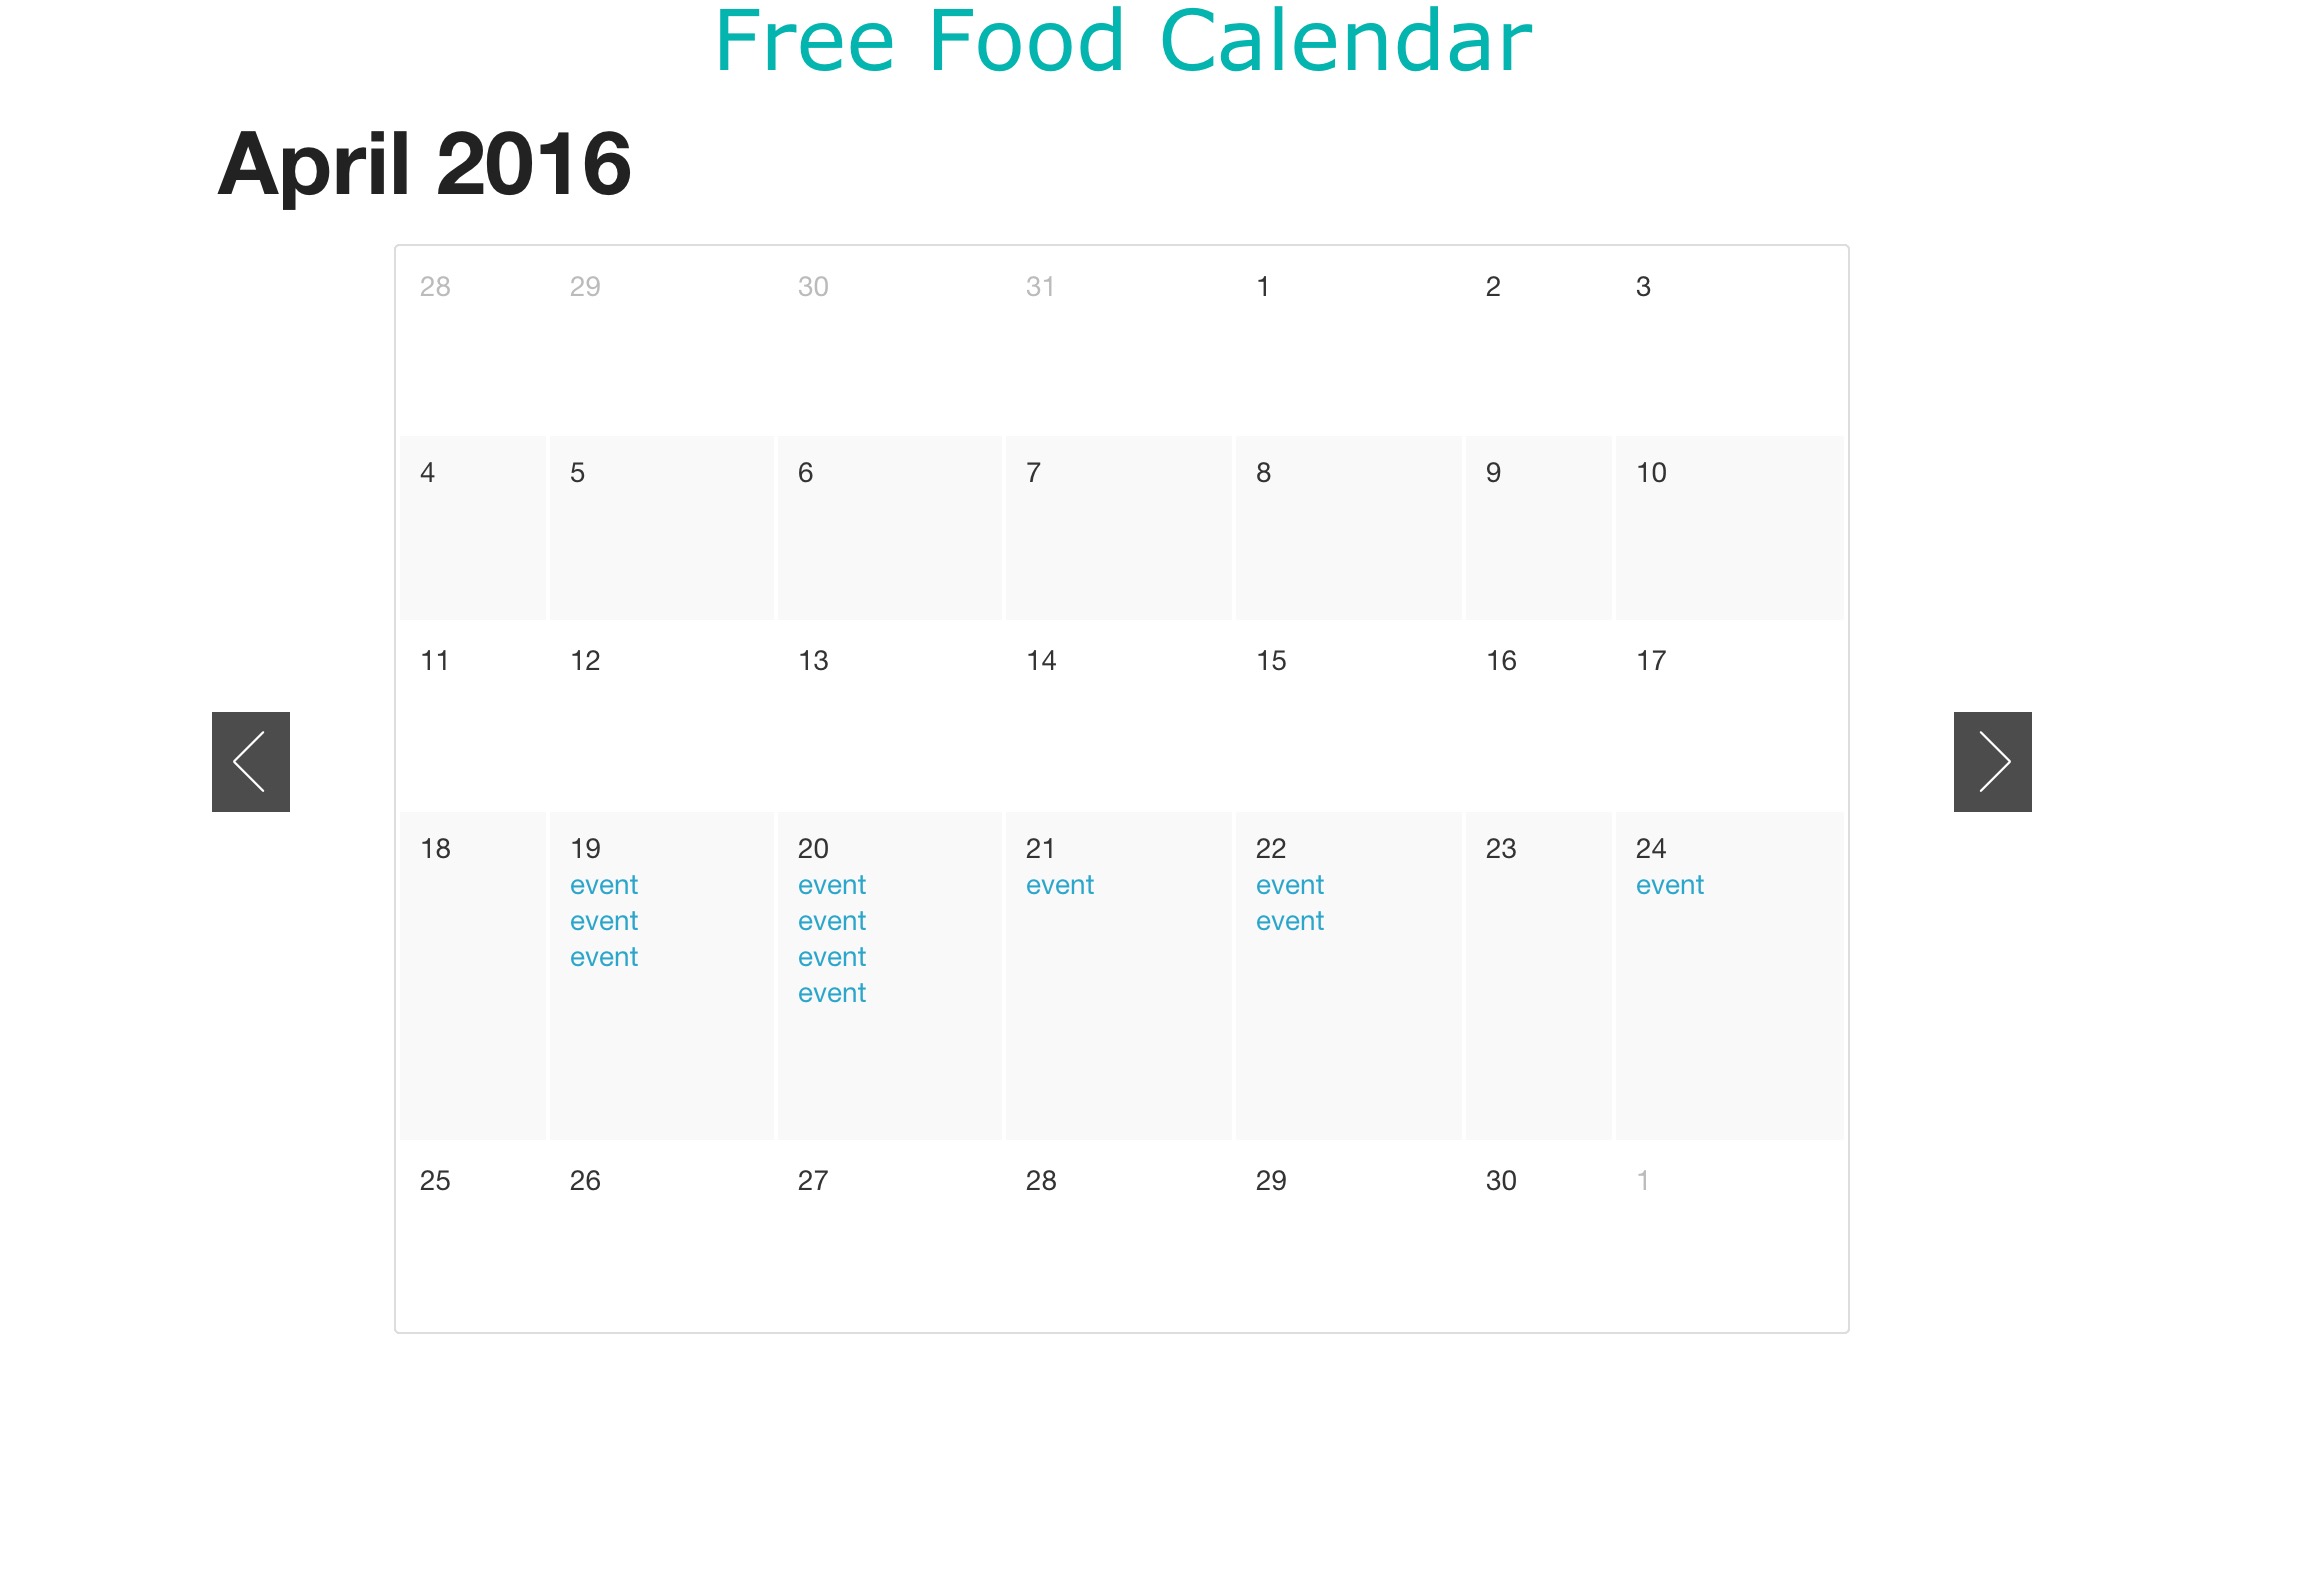 Free Food Calendar
April 2016
28 29 30 31 1 2 3
4 5 6 7 8 9 10
11 12 13 14 15 16 17
18 19 20 21 22 23 24
event event event event event
event event event
event event
event
25 26 27 28 29 30 1